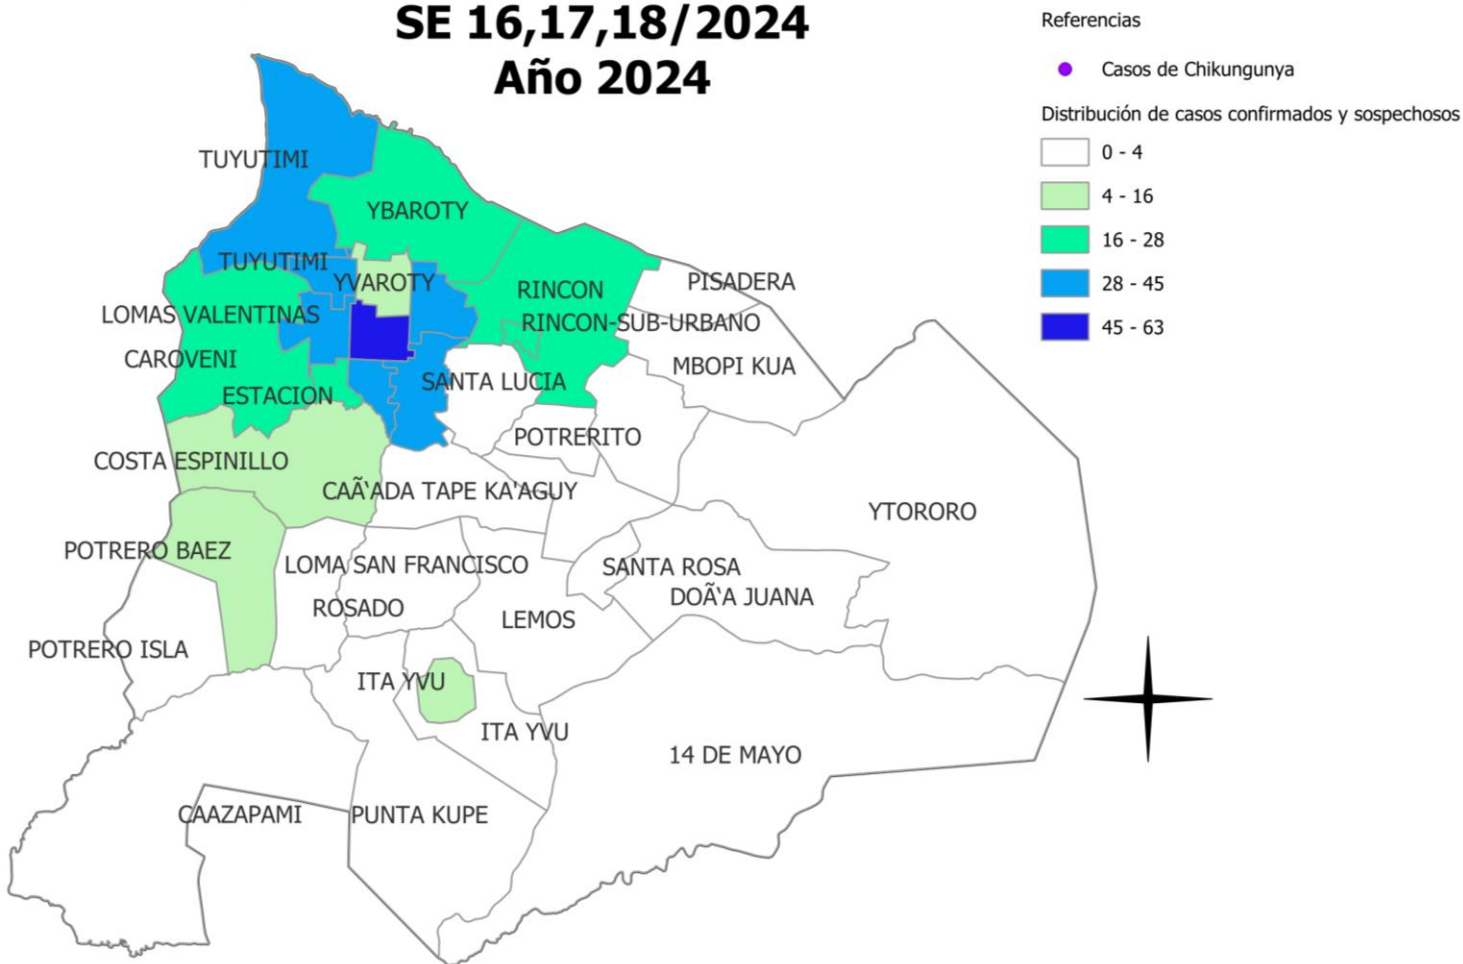 SE 16,17,18/2024
Año 2024
Referencias
Casos de Chikungunya
Distribución de casos confirmados y sospechosos
0 - 4
4 - 16
16 - 28
28 - 45
45 - 63
TUYUTIMI
YBAROTY
TUYUTIMI
YVAROTY
RINCON
PISADERA
LOMAS VALENTINAS
RINCON-SUB-URBANO
CAROVENI
MBOPI KUA
ESTACION
SANTA LUCIA
POTRERITO
COSTA ESPINILLO
CAÃ‘ADA TAPE KA'AGUY
YTORORO
POTRERO BAEZ
LOMA SAN FRANCISCO
SANTA ROSA
DOÃ‘A JUANA
ROSADO
LEMOS
POTRERO ISLA
ITA YVU
ITA YVU
14 DE MAYO
CAAZAPAMI
PUNTA KUPE